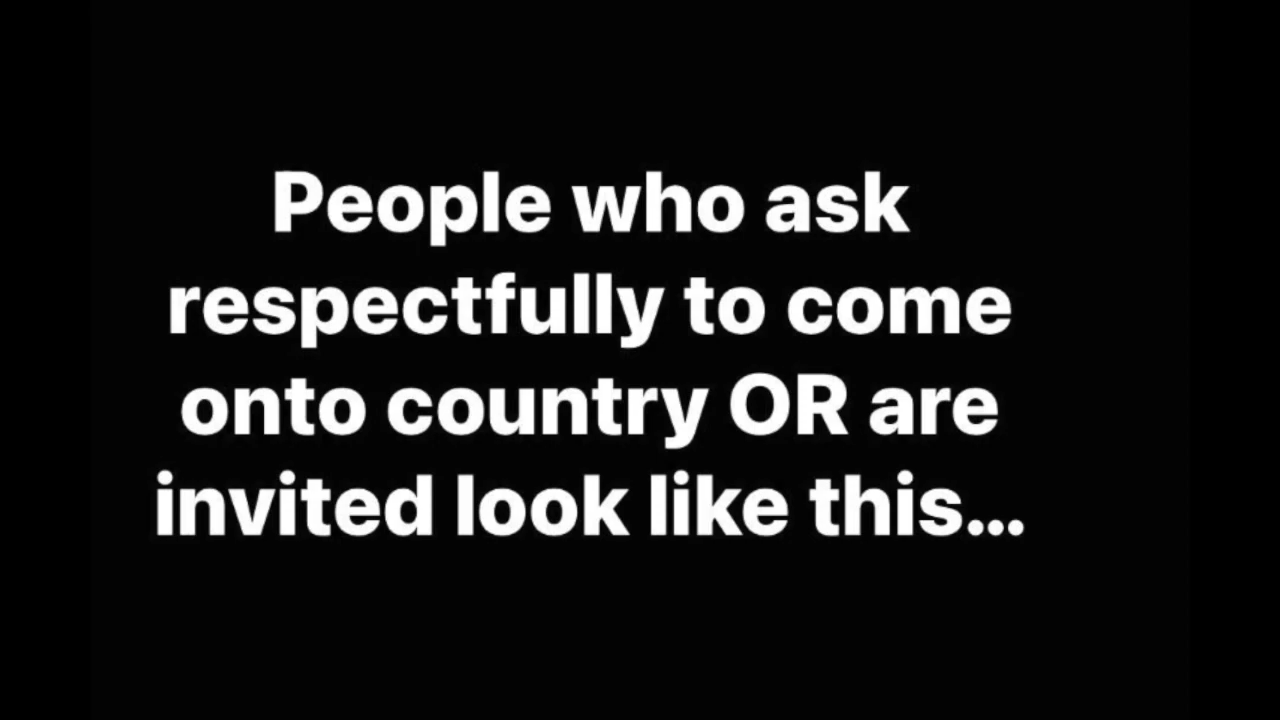 People who ask
respectfully to come
onto country OR are
invited look like this...